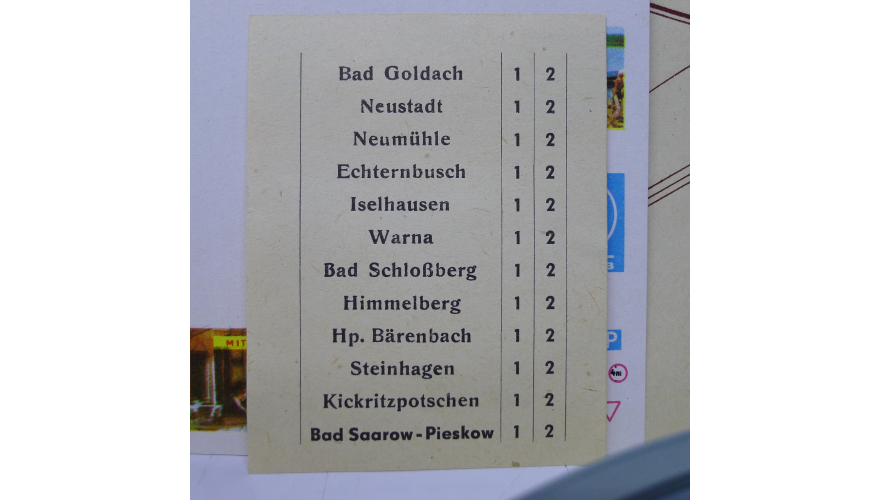 Bad Goldach 1 2
Neustadt 1 2
Neumühle 1 2
Echternbusch 1 2
Iselhausen 1 2
Warna 1 2
Bad Schloßberg 1 2
Himmelberg 1 2
Hp. Bärenbach 1 2
Steinhagen 1 2
Kickritzpotschen 1 2
Bad Saarow-Pieskow 1 2
MIT
P
4m